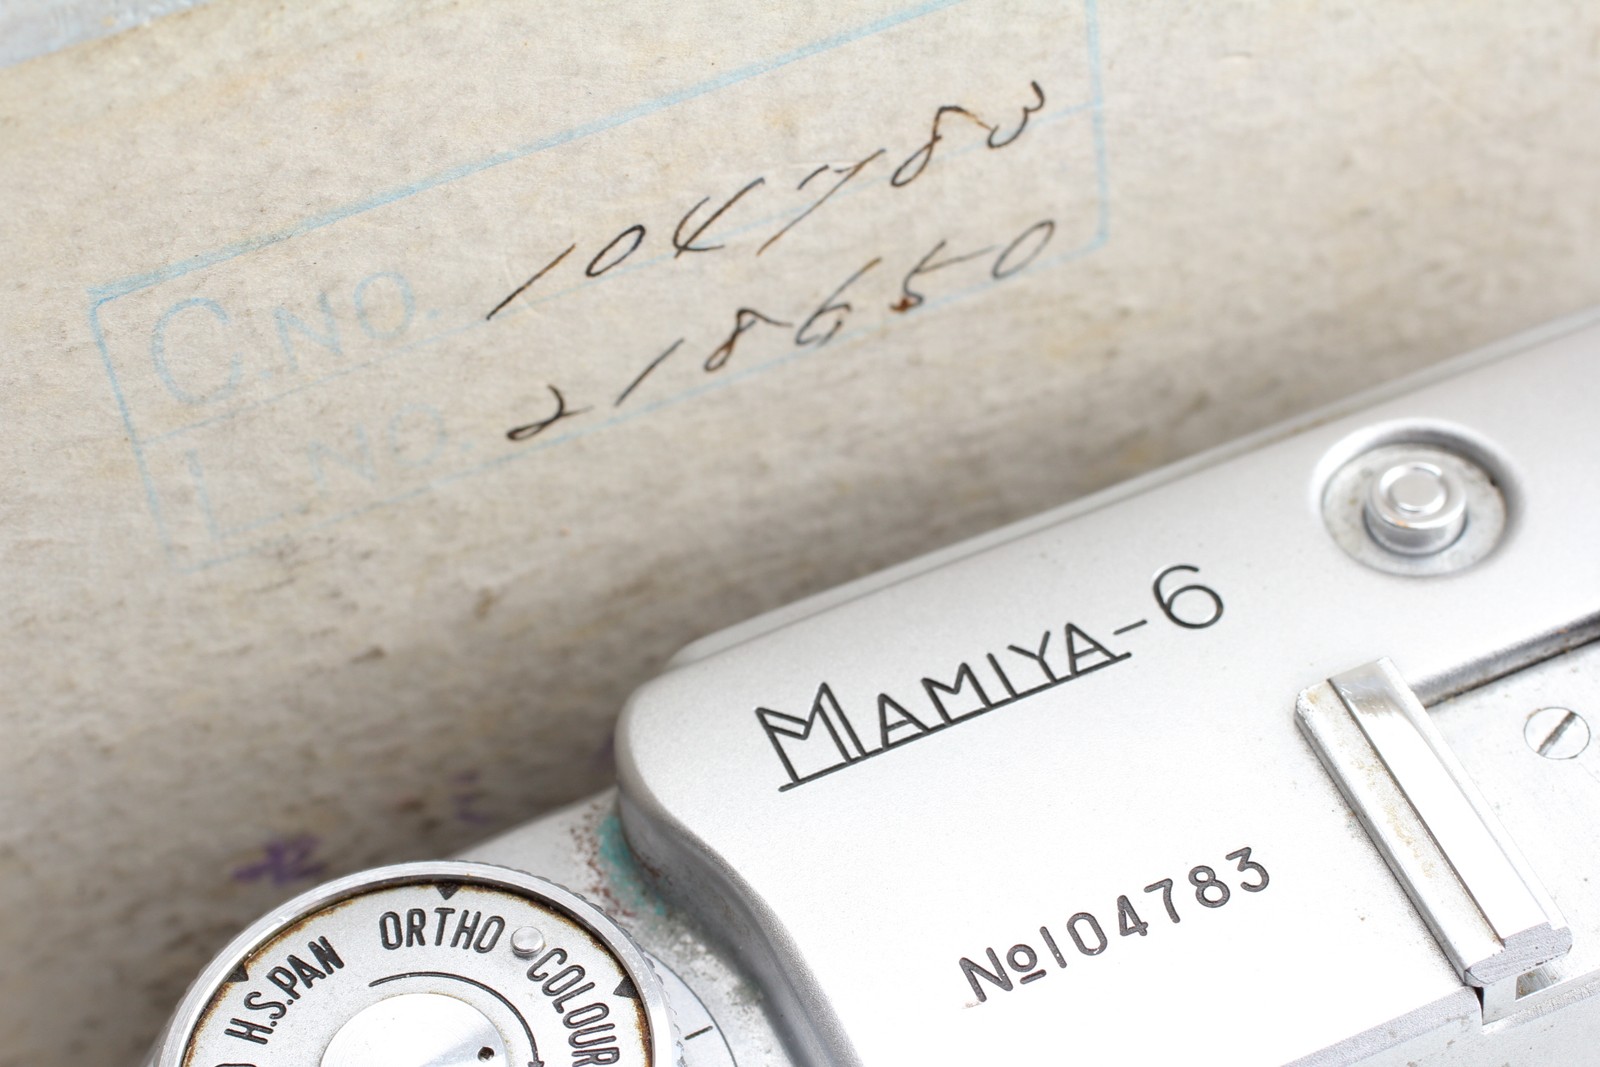 C.NO. 104783
L.NO. 218650
MAMIYA-6
No104783
H.S.PAN ORTHO COLOUR